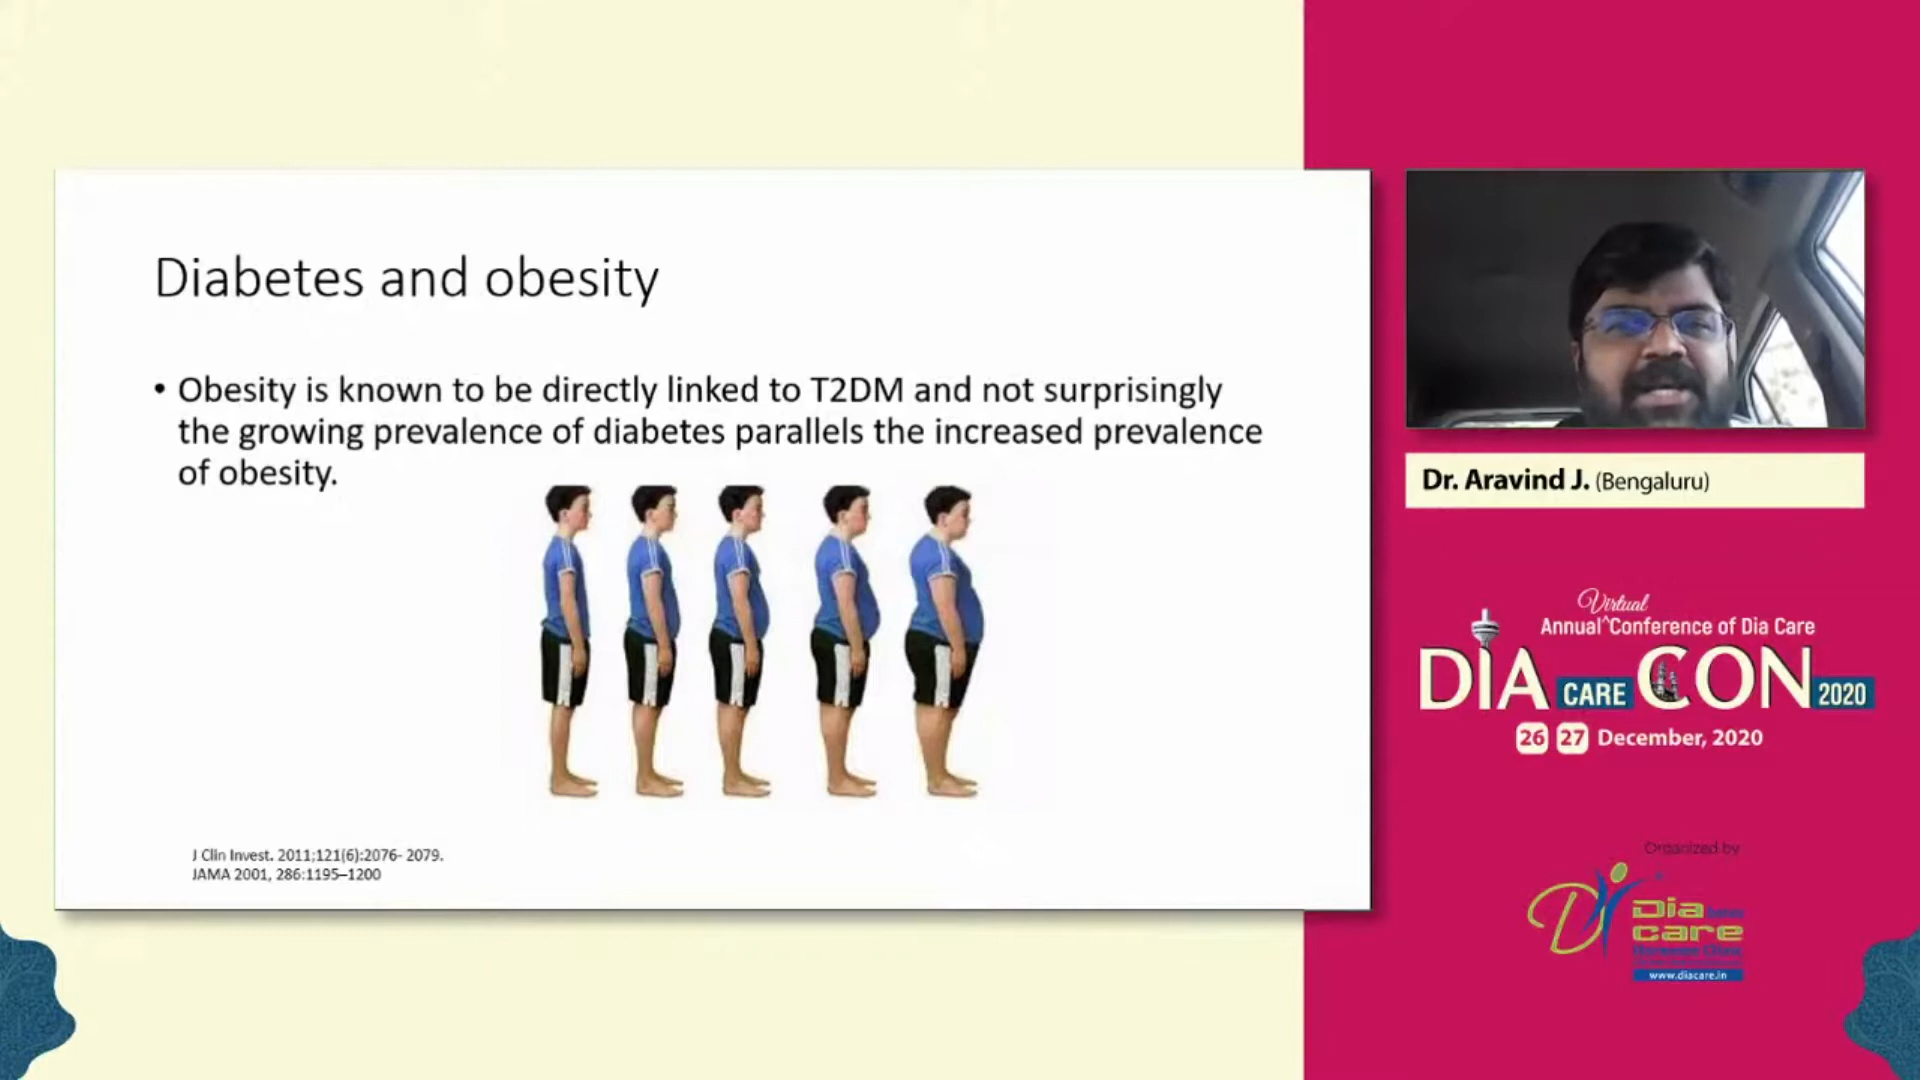 Diabetes and obesity
• Obesity is known to be directly linked to T2DM and not surprisingly
the growing prevalence of diabetes parallels the increased prevalence
of obesity.
J Clin Invest. 2011;121(6):2076- 2079.
JAMA 2001, 286:1195–1200
Dr. Aravind J. (Bengaluru)
Virtual
Annual^Conference of Dia Care
DIA CARE CON 2020
26 27 December, 2020
Organized by
Dia
care
www.diacare.in